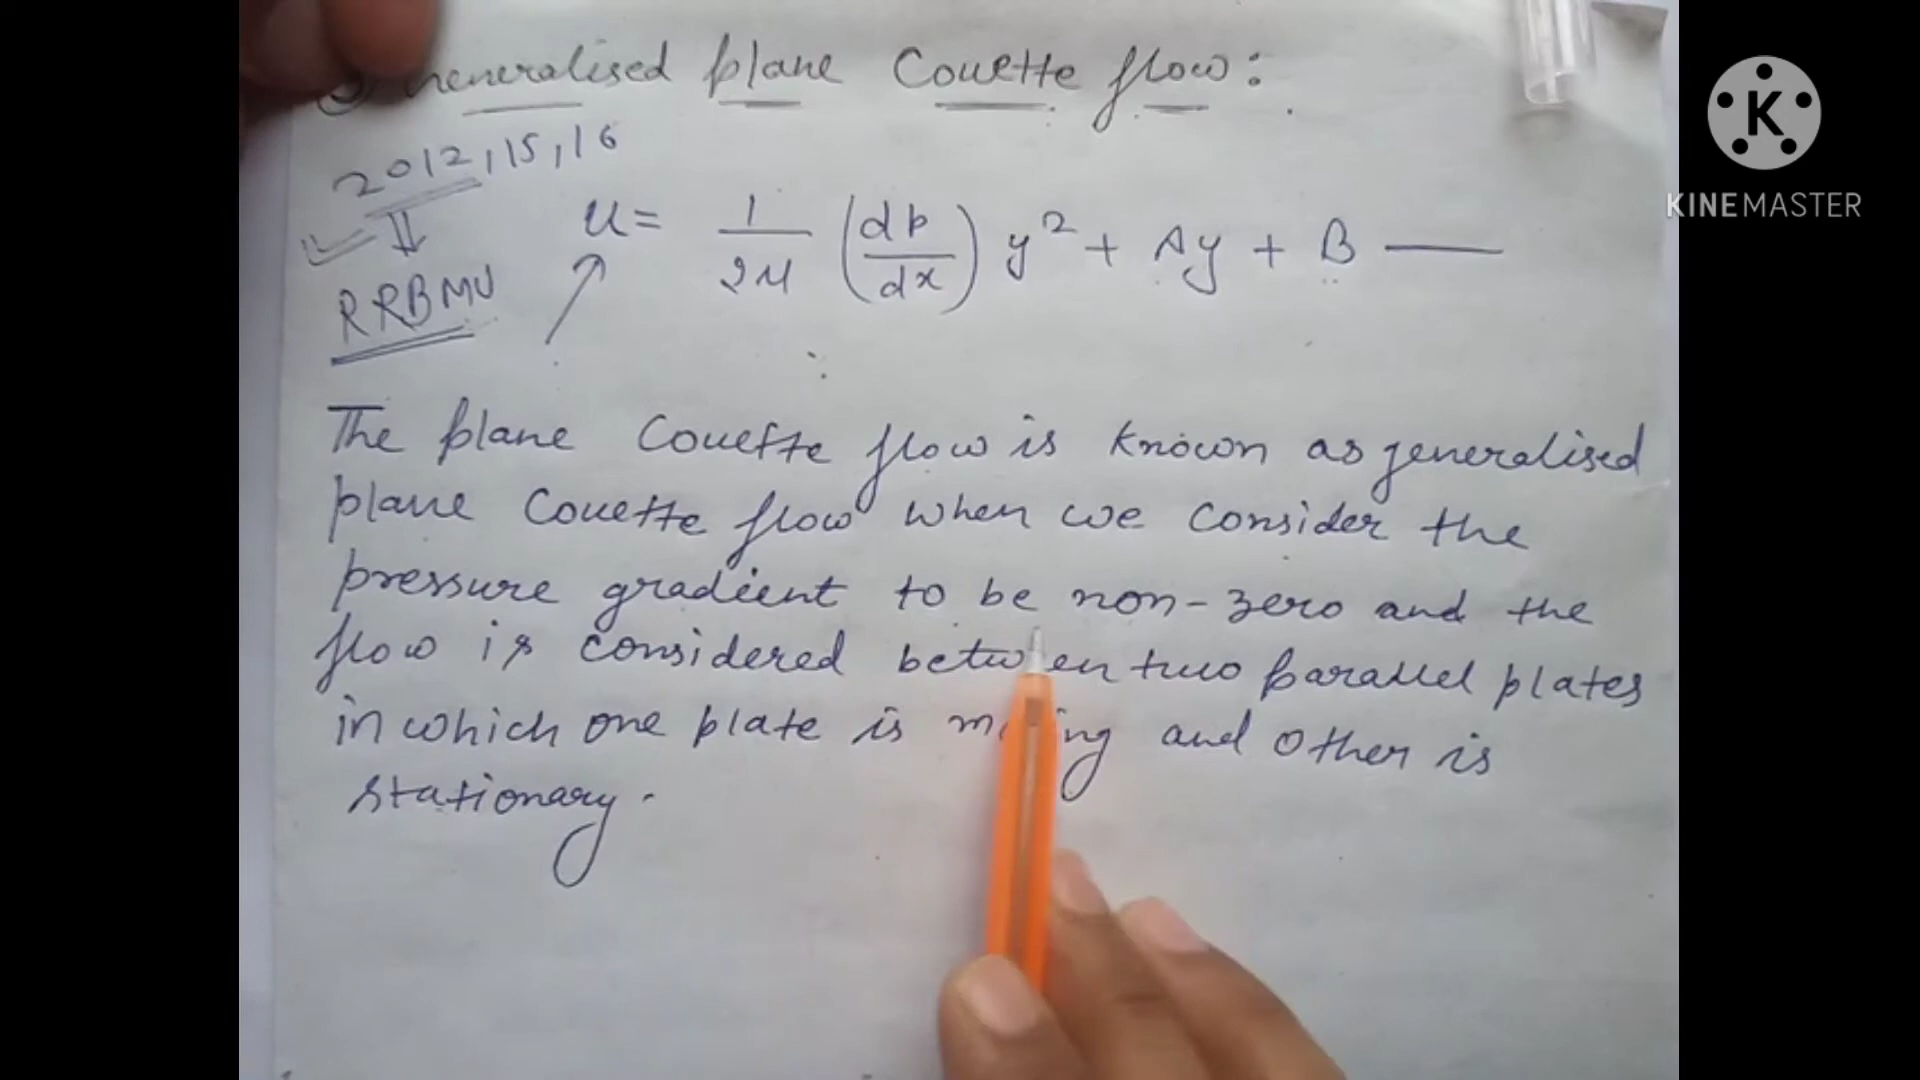 Generalised plane Couette flow:
2012, 15, 16
RRBMU
u = 1/2μ (dp/dx) y² + Ay + B —
The plane Couette flow is known as generalised
plane Couette flow when we consider the
pressure gradient to be non-zero and the
flow is considered between two parallel plates
in which one plate is moving and other is
stationary.
K
KINEMASTER